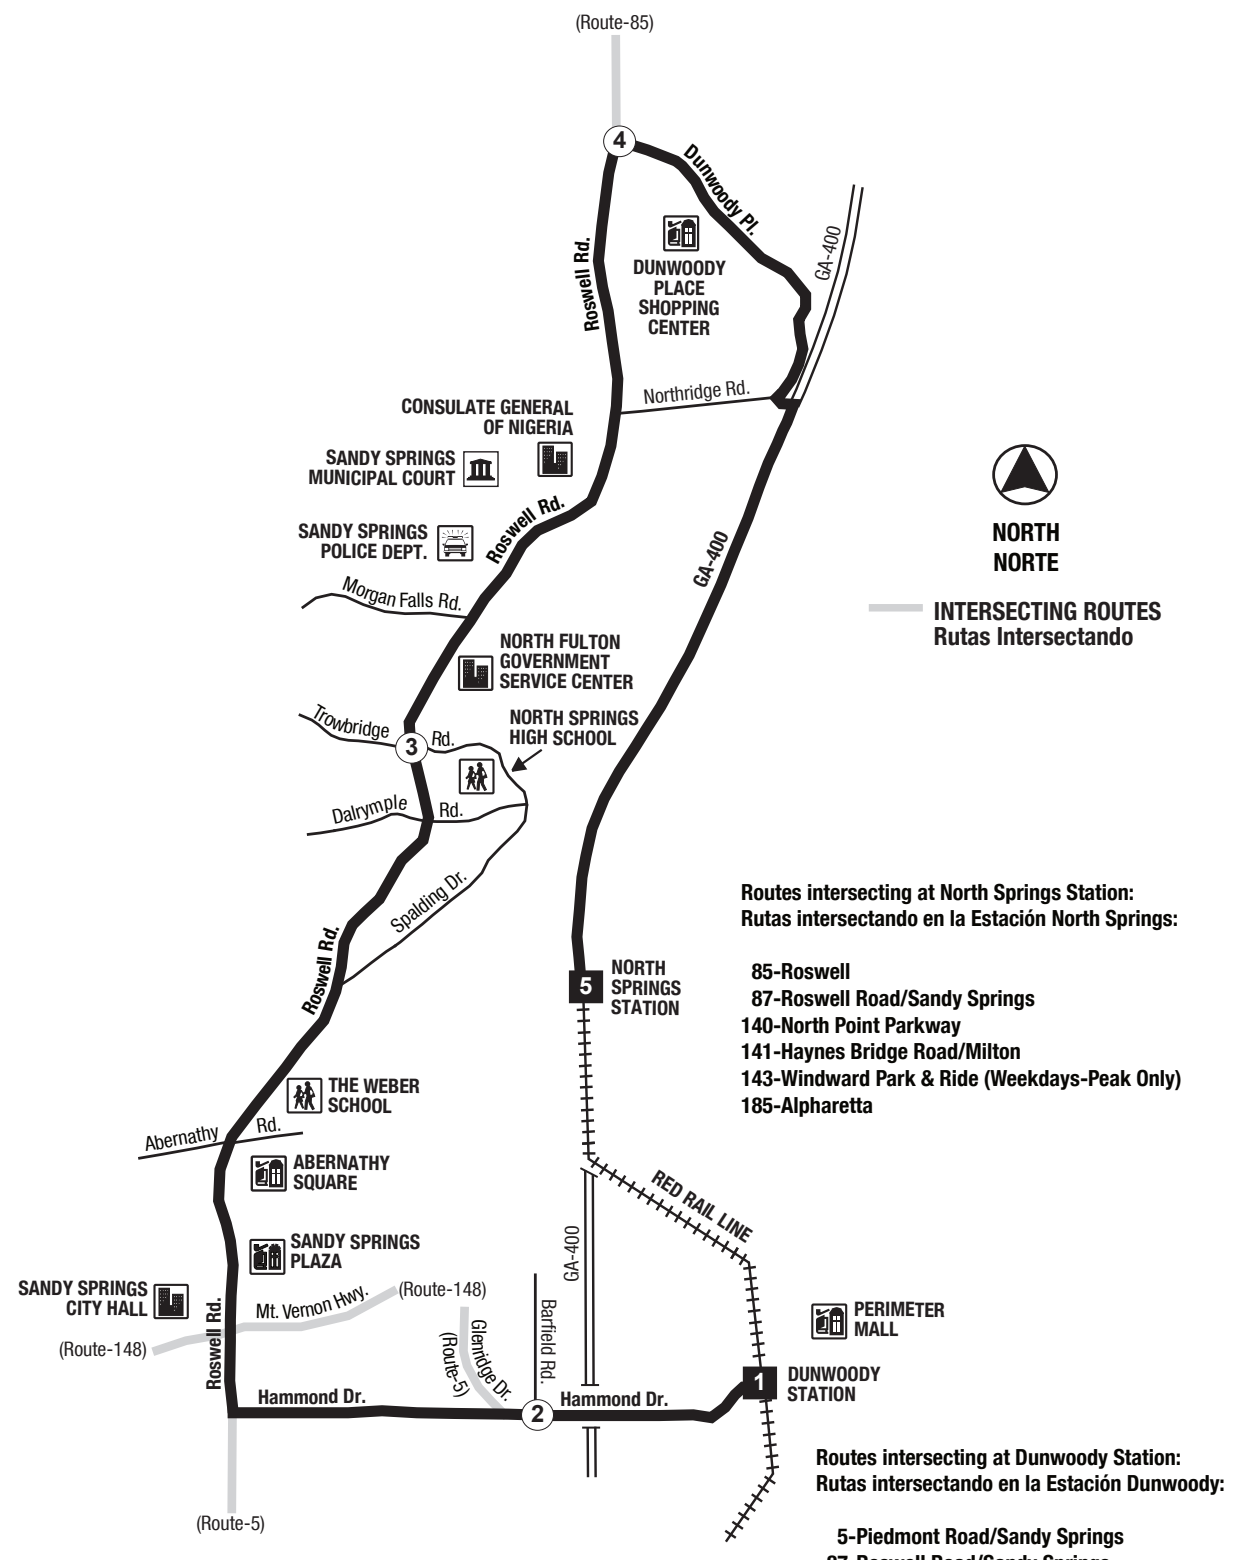 (Route-85)
4
Dunwoody Pl.
GA-400
Roswell Rd.
DUNWOODY
PLACE
SHOPPING
CENTER
Northridge Rd.
CONSULATE GENERAL
OF NIGERIA
SANDY SPRINGS
MUNICIPAL COURT
Roswell Rd.
SANDY SPRINGS
POLICE DEPT.
GA-400
NORTH
NORTE
INTERSECTING ROUTES
Rutas Intersectando
Morgan Falls Rd.
NORTH FULTON
GOVERNMENT
SERVICE CENTER
NORTH SPRINGS
HIGH SCHOOL
Trowbridge Rd.
3
Dalrymple Rd.
Spalding Dr.
Roswell Rd.
NORTH
SPRINGS
STATION
5
Routes intersecting at North Springs Station:
Rutas intersectando en la Estación North Springs:
85-Roswell
87-Roswell Road/Sandy Springs
140-North Point Parkway
141-Haynes Bridge Road/Milton
143-Windward Park & Ride (Weekdays-Peak Only)
185-Alpharetta
THE WEBER
SCHOOL
Abernathy Rd.
ABERNATHY
SQUARE
RED RAIL LINE
SANDY SPRINGS
PLAZA
GA-400
SANDY SPRINGS
CITY HALL
Mt. Vernon Hwy.
(Route-148)
(Route-148)
Roswell Rd.
Glenridge Dr.
(Route-5)
Barfield Rd.
PERIMETER
MALL
1
DUNWOODY
STATION
Hammond Dr.
2
Hammond Dr.
(Route-5)
Routes intersecting at Dunwoody Station:
Rutas intersectando en la Estación Dunwoody:
5-Piedmont Road/Sandy Springs
87-Roswell Road/Sandy Springs